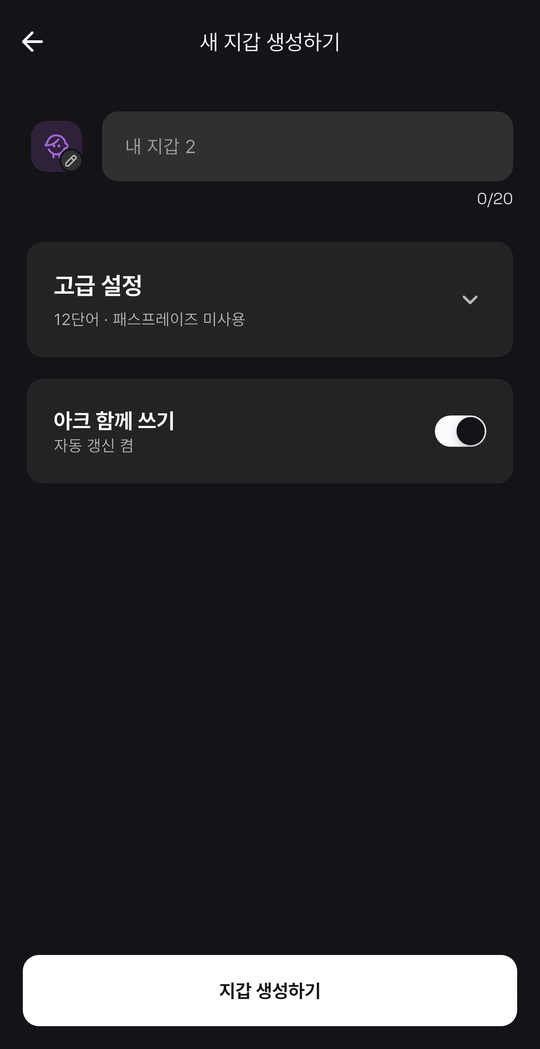 새 지갑 생성하기
내 지갑 2
0/20
고급 설정
12단어 · 패스프레이즈 미사용
아크 함께 쓰기
자동 갱신 켬
지갑 생성하기